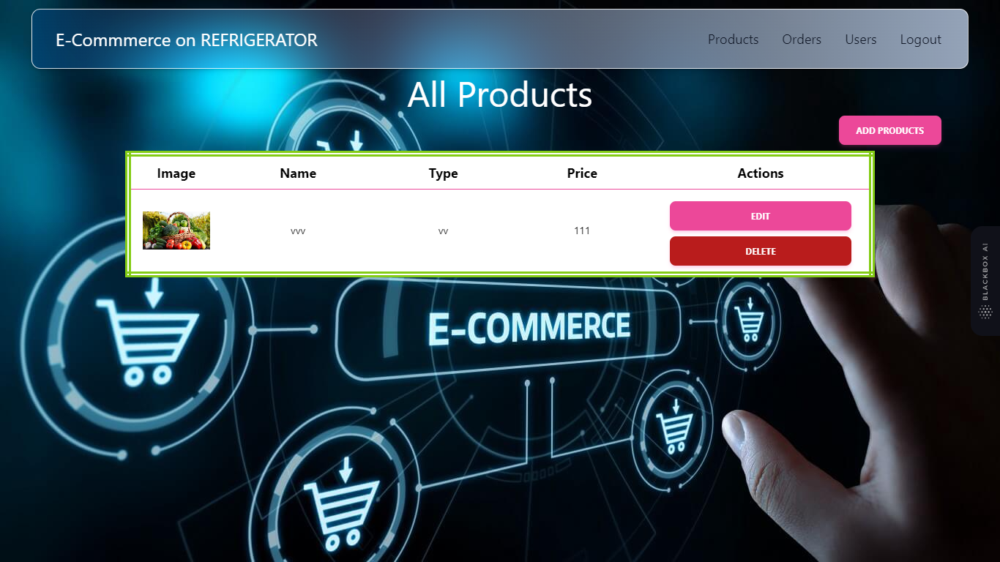 E-Commmerce on REFRIGERATOR
Products Orders Users Logout
All Products
ADD PRODUCTS
Image Name Type Price Actions
vvv vv 111
EDIT
DELETE
E-COMMERCE
BLACKBOX AI